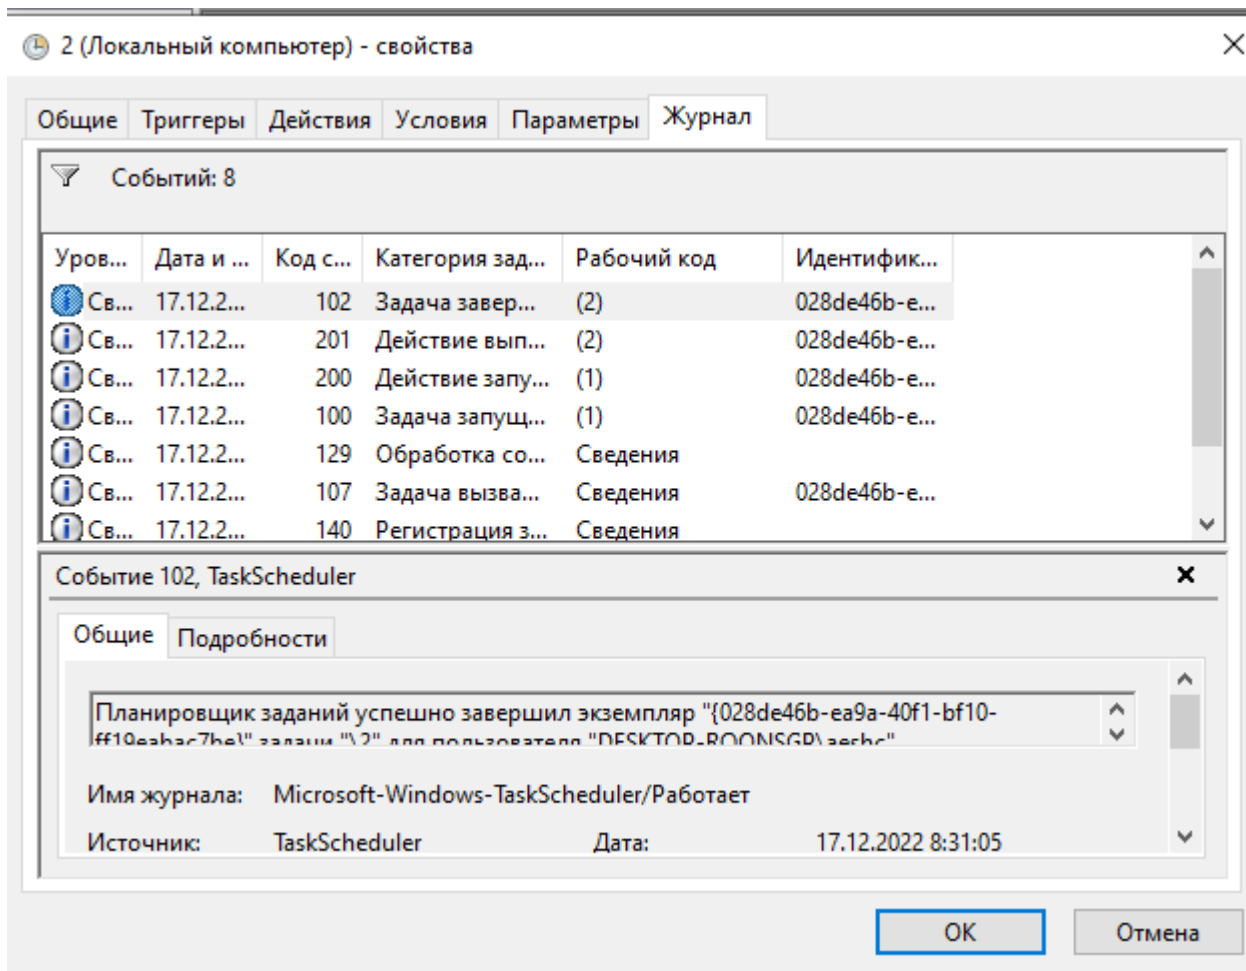 2 (Локальный компьютер) - свойства
Общие Триггеры Действия Условия Параметры Журнал
Событий: 8
Уров... Дата и ... Код с... Категория зад... Рабочий код Идентифик...
Св... 17.12.2... 102 Задача завер... (2) 028de46b-e...
Св... 17.12.2... 201 Действие вып... (2) 028de46b-e...
Св... 17.12.2... 200 Действие запу... (1) 028de46b-e...
Св... 17.12.2... 100 Задача запущ... (1) 028de46b-e...
Св... 17.12.2... 129 Обработка со... Сведения
Св... 17.12.2... 107 Задача вызва... Сведения 028de46b-e...
Св... 17.12.2... 140 Регистрация з... Сведения
Событие 102, TaskScheduler
Общие Подробности
Планировщик заданий успешно завершил экземпляр "{028de46b-ea9a-40f1-bf10-
задачи "\2" для пользователя
Имя журнала: Microsoft-Windows-TaskScheduler/Работает
Источник: TaskScheduler Дата: 17.12.2022 8:31:05
OK Отмена